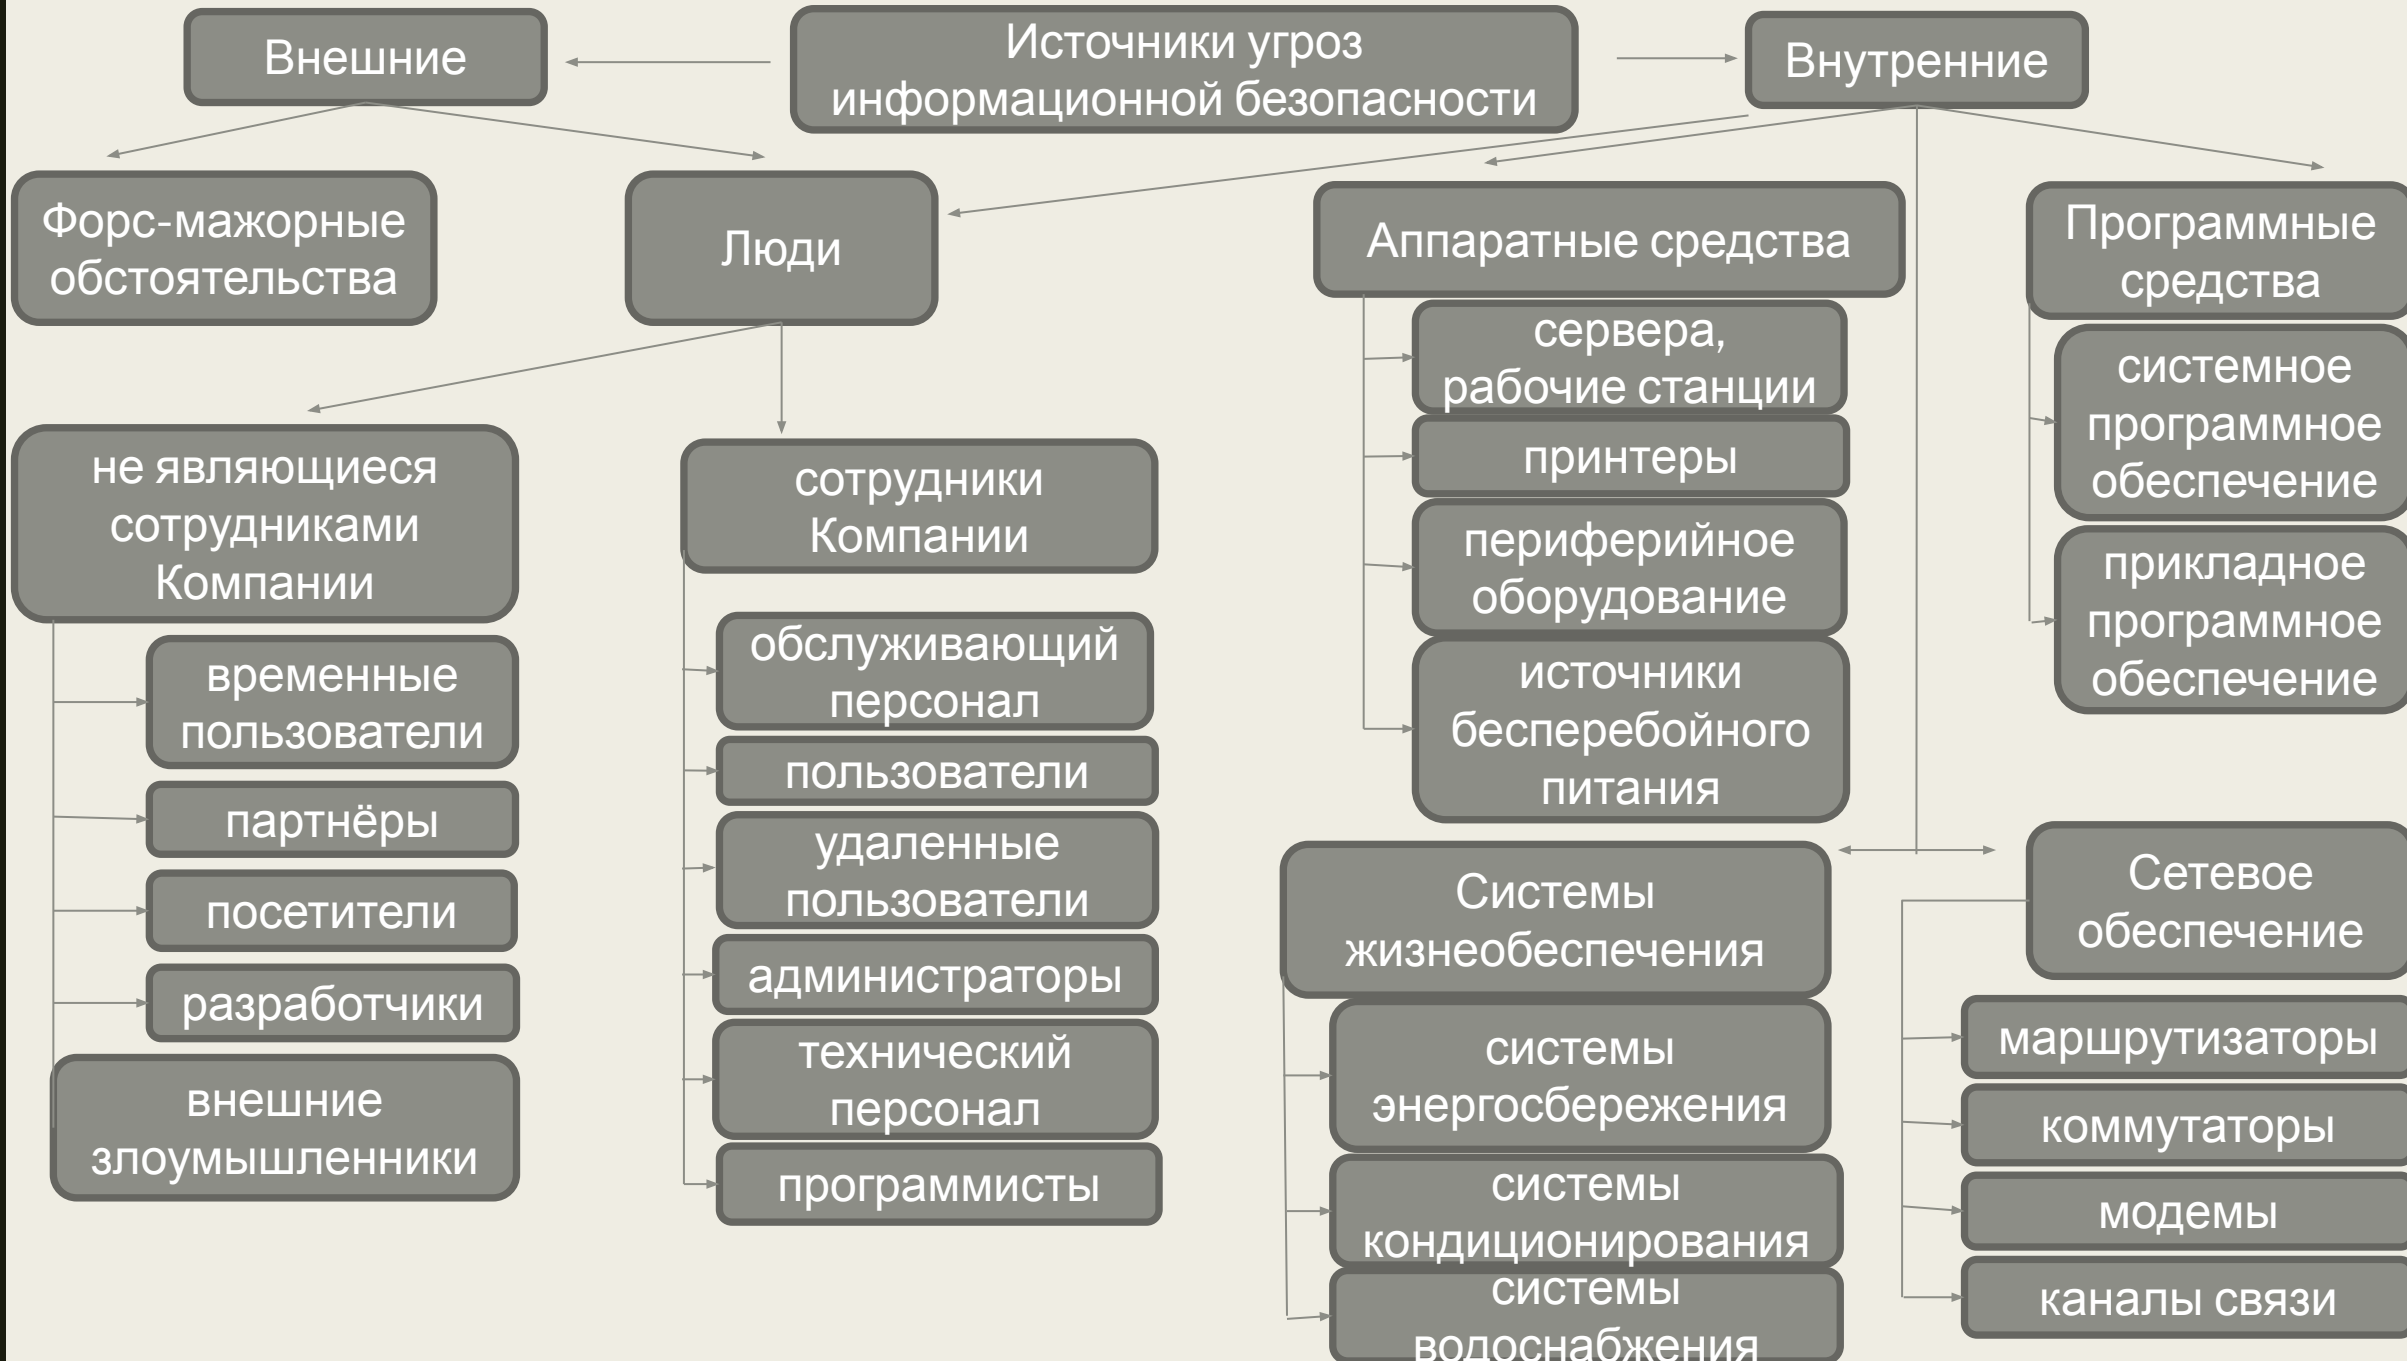 Внешние
Источники угроз
информационной безопасности
Внутренние
Форс-мажорные
обстоятельства
Люди
Аппаратные средства
Программные
средства
сервера,
рабочие станции
принтеры
периферийное
оборудование
источники
бесперебойного
питания
системное
программное
обеспечение
прикладное
программное
обеспечение
не являющиеся
сотрудниками
Компании
временные
пользователи
партнёры
посетители
разработчики
внешние
злоумышленники
сотрудники
Компании
обслуживающий
персонал
пользователи
удаленные
пользователи
администраторы
технический
персонал
программисты
Системы
жизнеобеспечения
системы
энергосбережения
системы
кондиционирования
системы
водоснабжения
Сетевое
обеспечение
маршрутизаторы
коммутаторы
модемы
каналы связи